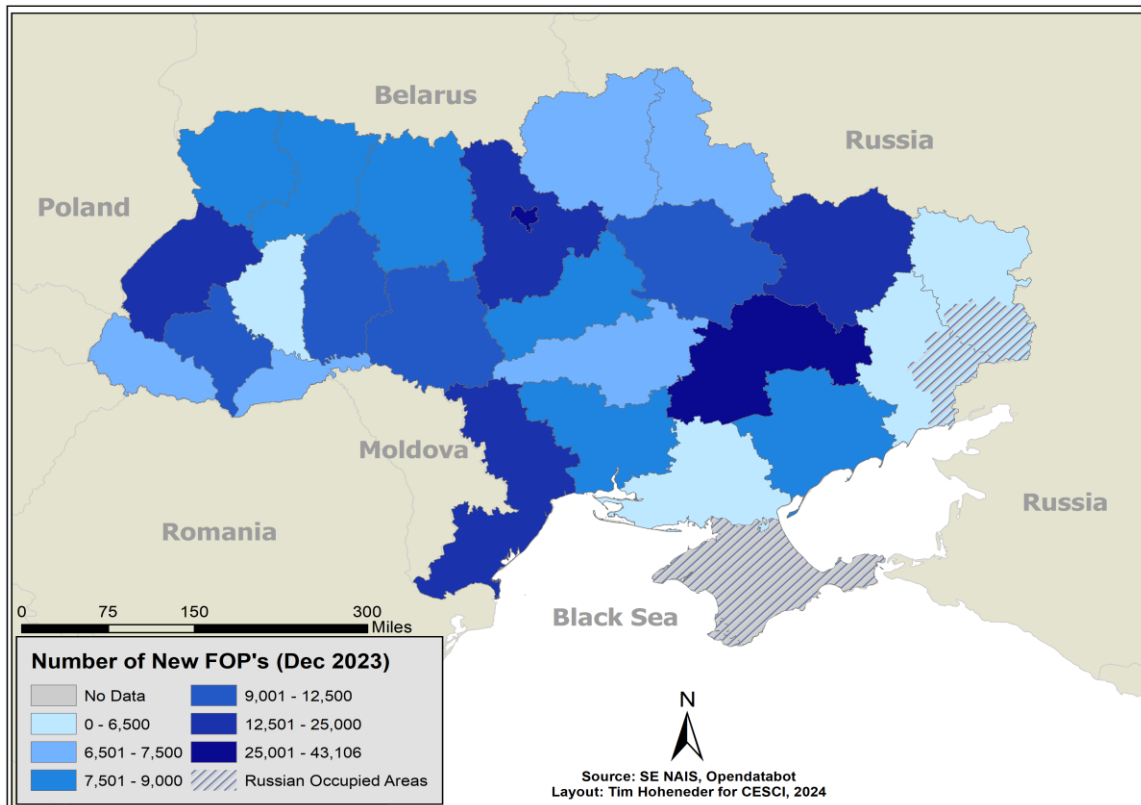 Belarus
Russia
Poland
Moldova
Romania
Russia
Black Sea
0 75 150 300
Miles
Number of New FOP's (Dec 2023)
No Data
0 - 6,500
6,501 - 7,500
7,501 - 9,000
9,001 - 12,500
12,501 - 25,000
25,001 - 43,106
Russian Occupied Areas
N
Source: SE NAIS, Opendatabot
Layout: Tim Hoheneder for CESCI, 2024